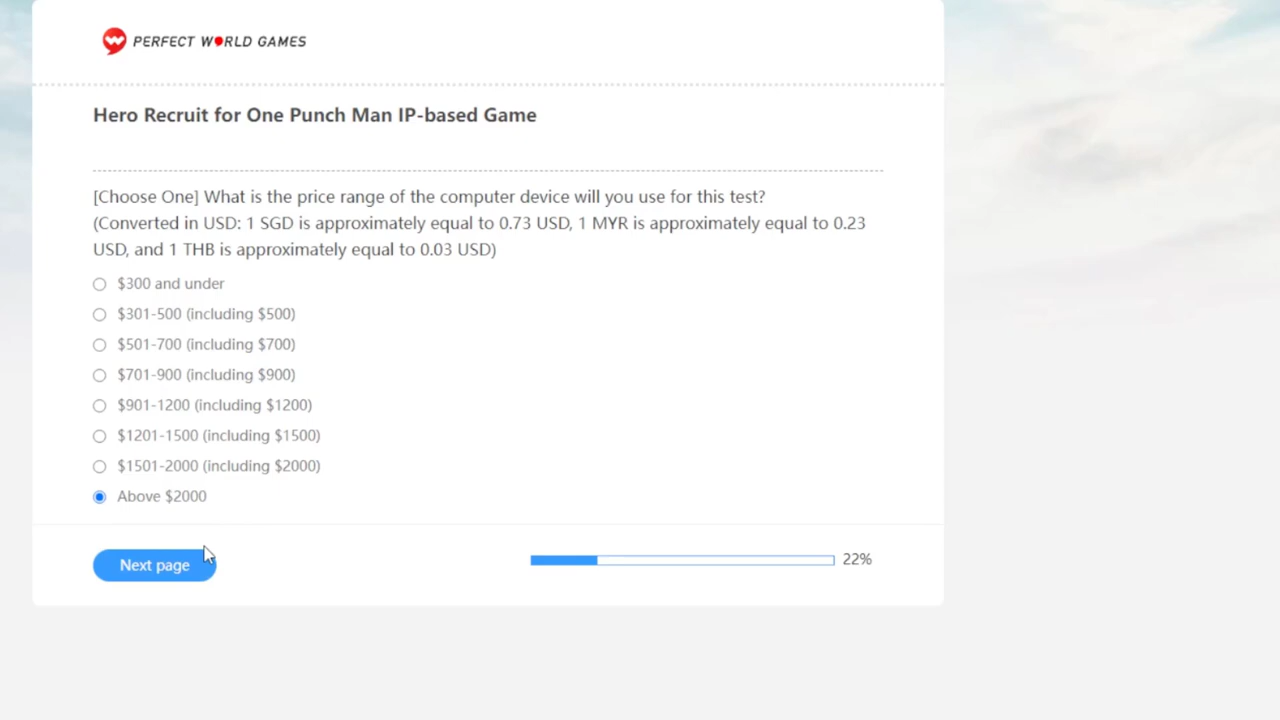 PERFECT WORLD GAMES
Hero Recruit for One Punch Man IP-based Game
[Choose One] What is the price range of the computer device will you use for this test?
(Converted in USD: 1 SGD is approximately equal to 0.73 USD, 1 MYR is approximately equal to 0.23
USD, and 1 THB is approximately equal to 0.03 USD)
$300 and under
$301-500 (including $500)
$501-700 (including $700)
$701-900 (including $900)
$901-1200 (including $1200)
$1201-1500 (including $1500)
$1501-2000 (including $2000)
Above $2000
Next page
22%